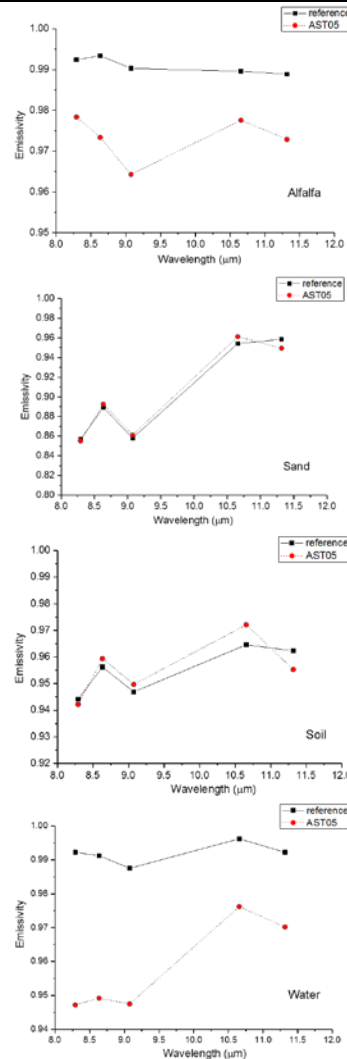 reference
AST05
1.00
0.99
0.98
0.97
0.96
0.95
Emissivity
Alfalfa
8.0 8.5 9.0 9.5 10.0 10.5 11.0 11.5 12.0
Wavelength (μm)
reference
AST05
1.00
0.98
0.96
0.94
0.92
0.90
0.88
0.86
0.84
0.82
0.80
Emissivity
Sand
8.0 8.5 9.0 9.5 10.0 10.5 11.0 11.5 12.0
Wavelength (μm)
reference
AST05
1.00
0.99
0.98
0.97
0.96
0.95
0.94
0.93
0.92
Emissivity
Soil
8.0 8.5 9.0 9.5 10.0 10.5 11.0 11.5 12.0
Wavelength (μm)
reference
AST05
1.00
0.99
0.98
0.97
0.96
0.95
0.94
Emissivity
Water
8.0 8.5 9.0 9.5 10.0 10.5 11.0 11.5 12.0
Wavelength (μm)